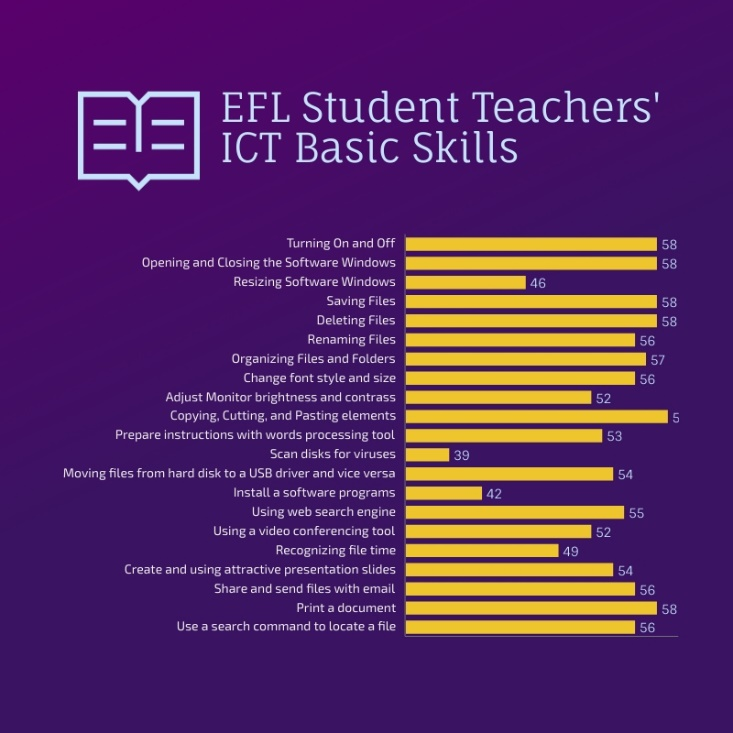 EFL Student Teachers'
ICT Basic Skills
Turning On and Off 58
Opening and Closing the Software Windows 58
Resizing Software Windows 46
Saving Files 58
Deleting Files 58
Renaming Files 56
Organizing Files and Folders 57
Change font style and size 56
Adjust Monitor brightness and contrass 52
Copying, Cutting, and Pasting elements 5
Prepare instructions with words processing tool 53
Scan disks for viruses 39
Moving files from hard disk to a USB driver and vice versa 54
Install a software programs 42
Using web search engine 55
Using a video conferencing tool 52
Recognizing file time 49
Create and using attractive presentation slides 54
Share and send files with email 56
Print a document 58
Use a search command to locate a file 56